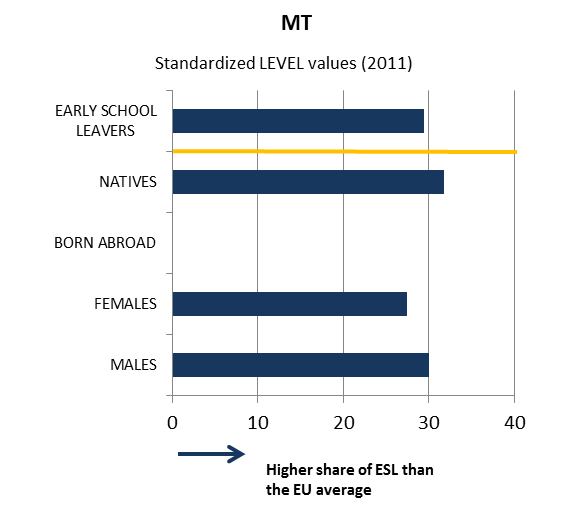 MT
Standardized LEVEL values (2011)
EARLY SCHOOL
LEAVERS
NATIVES
BORN ABROAD
FEMALES
MALES
0 10 20 30 40
Higher share of ESL than
the EU average